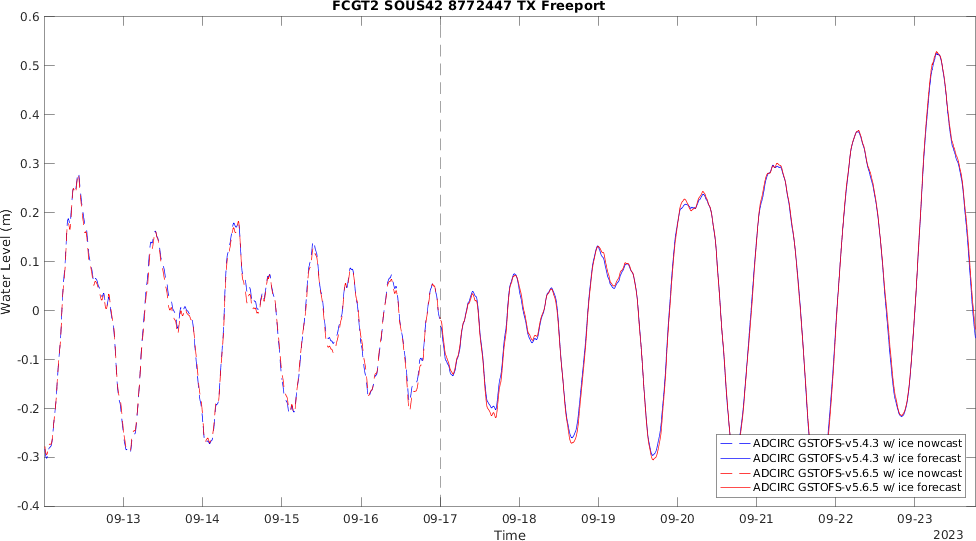 FCGT2 SOUS42 8772447 TX Freeport
0.6
0.5
0.4
0.3
0.2
0.1
0
-0.1
-0.2
-0.3
-0.4
Water Level (m)
ADCIRC GSTOFS-v5.4.3 w/ ice nowcast
ADCIRC GSTOFS-v5.4.3 w/ ice forecast
ADCIRC GSTOFS-v5.6.5 w/ ice nowcast
ADCIRC GSTOFS-v5.6.5 w/ ice forecast
09-13 09-14 09-15 09-16 09-17 09-18 09-19 09-20 09-21 09-22 09-23
Time
2023